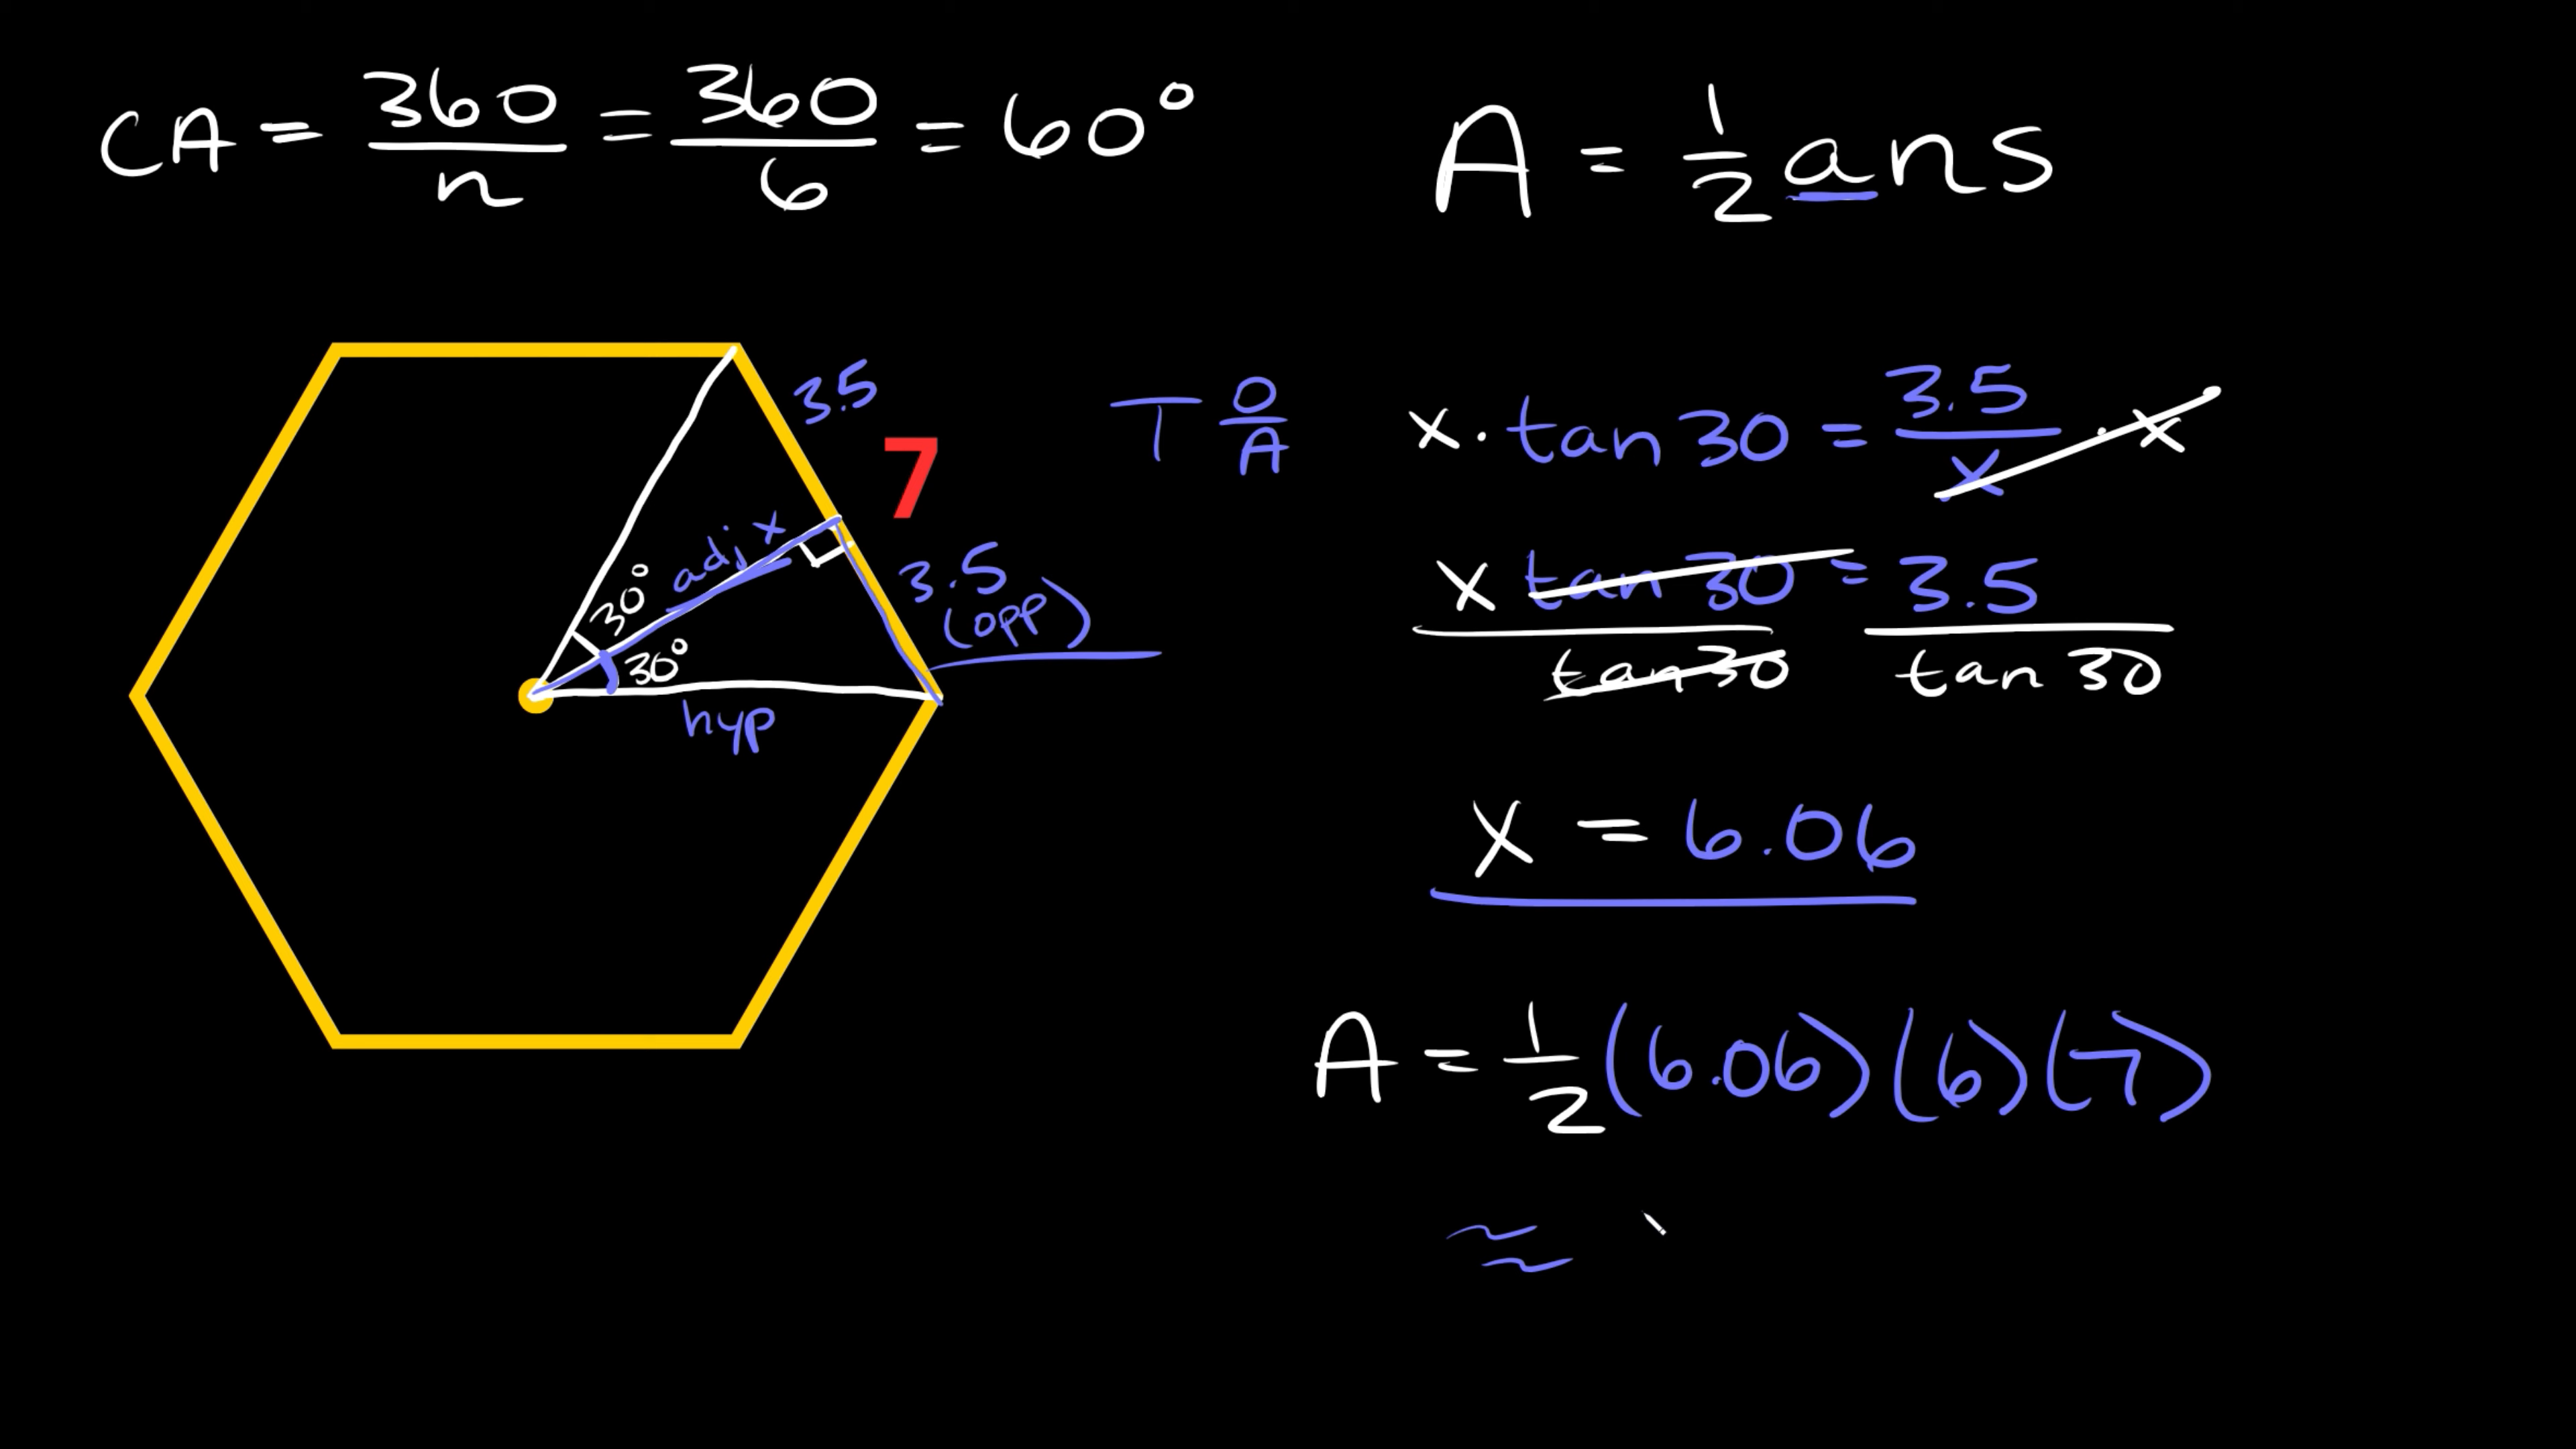 CA = 360/n = 360/6 = 60°
A = 1/2 ans
3.5
7
adj x
3.5
(opp)
30°
30°
hyp
T O/A
x · tan 30 = 3.5/x · x
x tan 30 = 3.5
tan 30 tan 30
x = 6.06
A = 1/2 (6.06)(6)(7)
≈